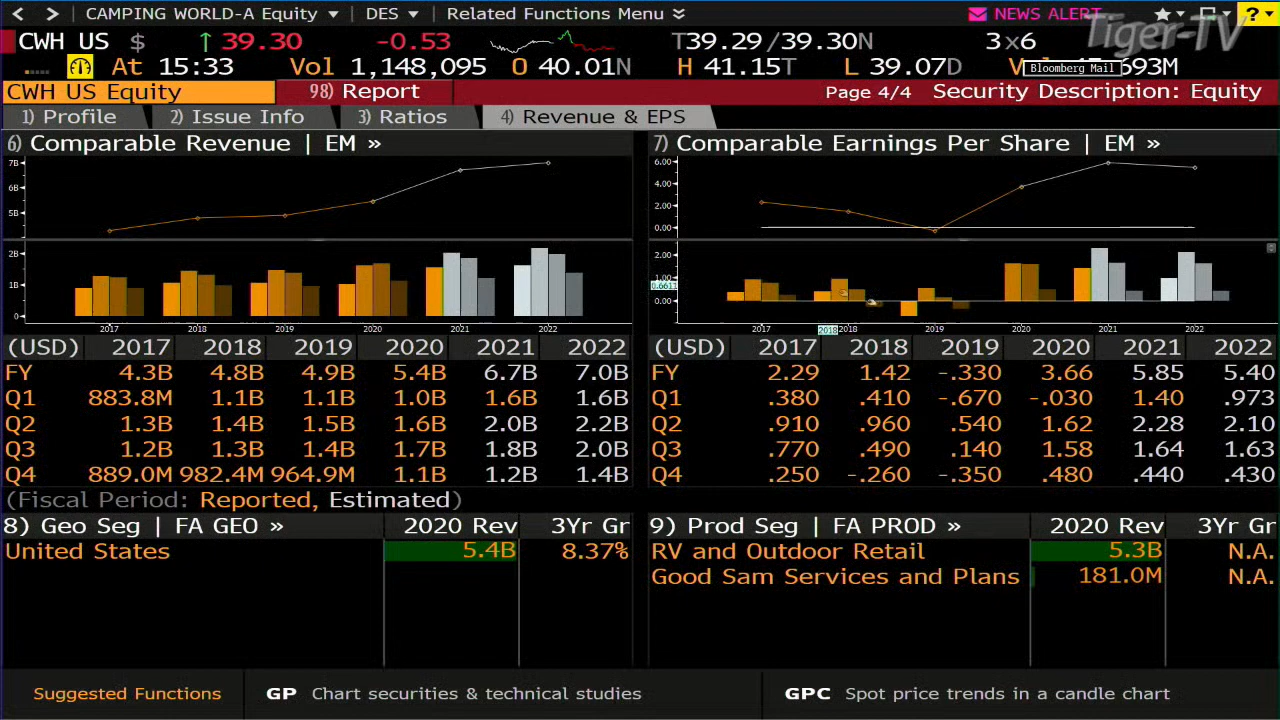 < > CAMPING WORLD-A Equity DES Related Functions Menu NEWS ALERT ?
Tiger-TV
CWH US $ ↑ 39.30 -0.53 T39.29/39.30N 3x6
At 15:33 Vol 1,148,095 O 40.01N H 41.15T L 39.07D
Bloomberg Mail
CWH US Equity 98) Report Page 4/4 Security Description: Equity
1) Profile 2) Issue Info 3) Ratios 4) Revenue & EPS
6) Comparable Revenue | EM »
7B
6B
5B
2B
1B
0
2017 2018 2019 2020 2021 2022
(USD) 2017 2018 2019 2020 2021 2022
FY 4.3B 4.8B 4.9B 5.4B 6.7B 7.0B
Q1 883.8M 1.1B 1.1B 1.0B 1.6B 1.6B
Q2 1.3B 1.4B 1.5B 1.6B 2.0B 2.2B
Q3 1.2B 1.3B 1.4B 1.7B 1.8B 2.0B
Q4 889.0M 982.4M 964.9M 1.1B 1.2B 1.4B
(Fiscal Period: Reported, Estimated)
7) Comparable Earnings Per Share | EM »
6.00
4.00
2.00
0.00
2.00
1.00
0.661
0.00
2017 2018 2018 2019 2020 2021 2022
(USD) 2017 2018 2019 2020 2021 2022
FY 2.29 1.42 -.330 3.66 5.85 5.40
Q1 .380 .410 -.670 -.030 1.40 .973
Q2 .910 .960 .540 1.62 2.28 2.10
Q3 .770 .490 .140 1.58 1.64 1.63
Q4 .250 -.260 -.350 .480 .440 .430
8) Geo Seg | FA GEO » 2020 Rev 3Yr Gr
United States 5.4B 8.37%
9) Prod Seg | FA PROD » 2020 Rev 3Yr Gr
RV and Outdoor Retail 5.3B N.A.
Good Sam Services and Plans 181.0M N.A.
Suggested Functions GP Chart securities & technical studies GPC Spot price trends in a candle chart